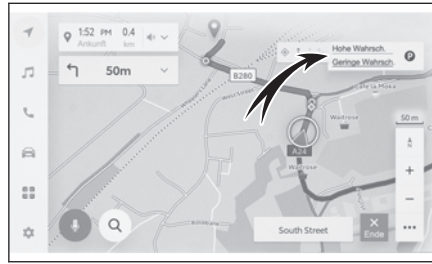 1:52 PM 0.4
Ankunft km
50m
Hohe Wahrsch.
Geringe Wahrsch.
P
B280
Waitrose
50 m
N
A24
Waitrose
South Street
Ende